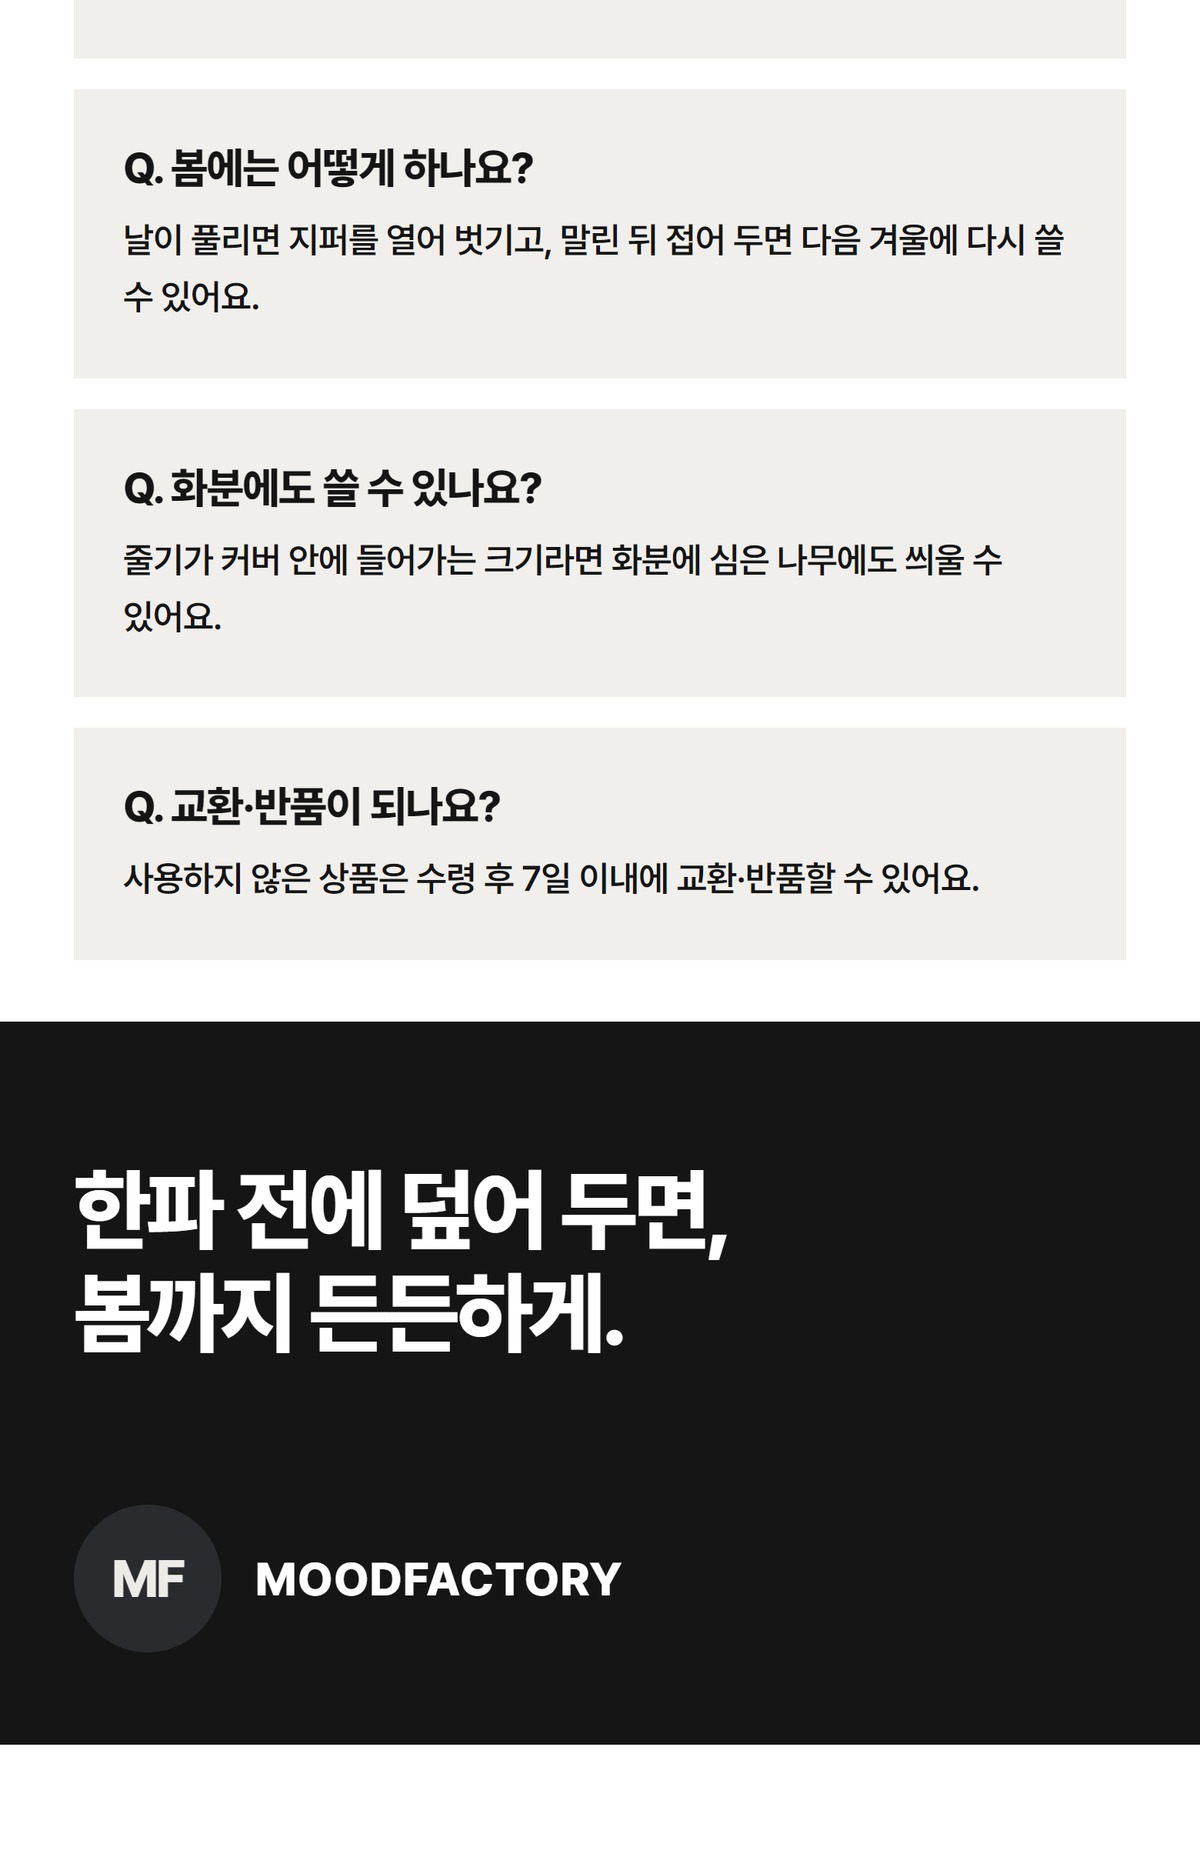 Q. 봄에는 어떻게 하나요?
날이 풀리면 지퍼를 열어 벗기고, 말린 뒤 접어 두면 다음 겨울에 다시 쓸
수 있어요.
Q. 화분에도 쓸 수 있나요?
줄기가 커버 안에 들어가는 크기라면 화분에 심은 나무에도 씌울 수
있어요.
Q. 교환·반품이 되나요?
사용하지 않은 상품은 수령 후 7일 이내에 교환·반품할 수 있어요.
한파 전에 덮어 두면,
봄까지 든든하게.
MF MOODFACTORY